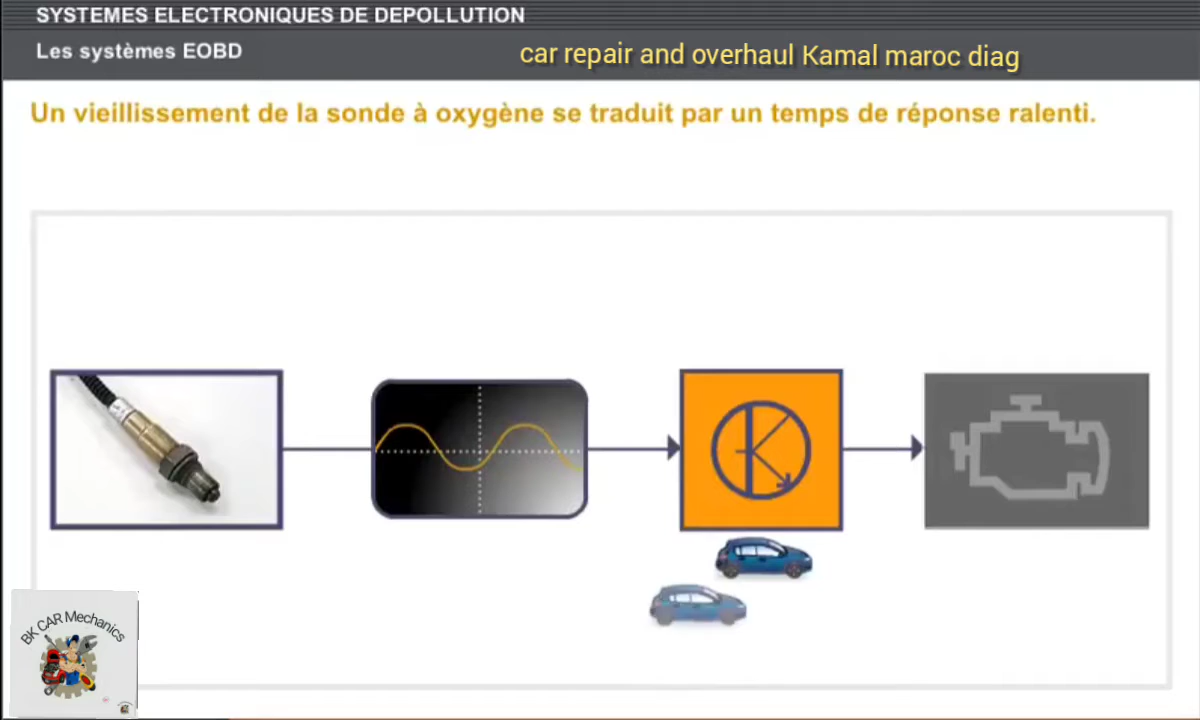 SYSTEMES ELECTRONIQUES DE DEPOLLUTION
Les systèmes EOBD
car repair and overhaul Kamal maroc diag
Un vieillissement de la sonde à oxygène se traduit par un temps de réponse ralenti.
BK CAR Mechanics